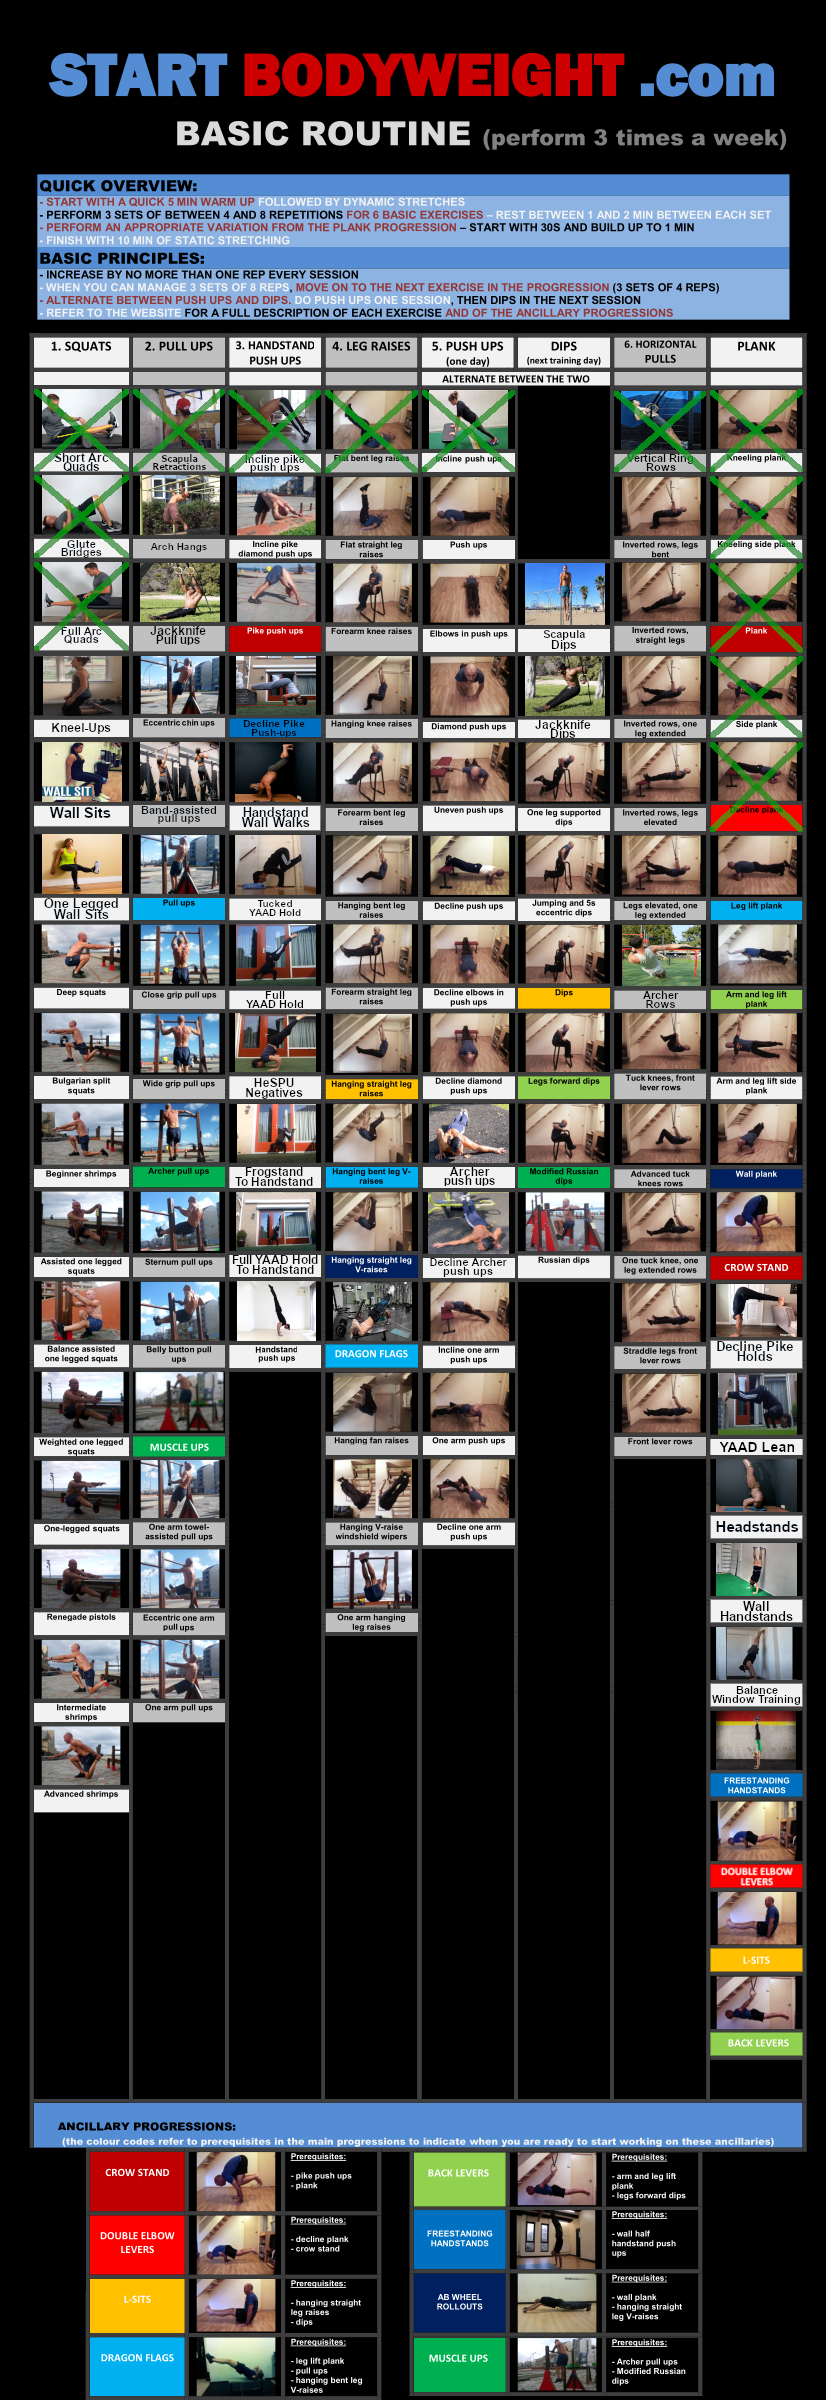 START BODYWEIGHT .com
BASIC ROUTINE (perform 3 times a week)
QUICK OVERVIEW:
- START WITH A QUICK 5 MIN WARM UP FOLLOWED BY DYNAMIC STRETCHES
- PERFORM 3 SETS OF BETWEEN 4 AND 8 REPETITIONS FOR 6 BASIC EXERCISES – REST BETWEEN 1 AND 2 MIN BETWEEN EACH SET
- PERFORM AN APPROPRIATE VARIATION FROM THE PLANK PROGRESSION – START WITH 30S AND BUILD UP TO 1 MIN
- FINISH WITH 10 MIN OF STATIC STRETCHING
BASIC PRINCIPLES:
- INCREASE BY NO MORE THAN ONE REP EVERY SESSION
- WHEN YOU CAN MANAGE 3 SETS OF 8 REPS, MOVE ON TO THE NEXT EXERCISE IN THE PROGRESSION (3 SETS OF 4 REPS)
- ALTERNATE BETWEEN PUSH UPS AND DIPS. DO PUSH UPS ONE SESSION, THEN DIPS IN THE NEXT SESSION
- REFER TO THE WEBSITE FOR A FULL DESCRIPTION OF EACH EXERCISE AND OF THE ANCILLARY PROGRESSIONS
1. SQUATS
Short Arc
Quads
Glute
Bridges
Full Arc
Quads
Kneel-Ups
WALL SIT
Wall Sits
One Legged
Wall Sits
Deep squats
Bulgarian split
squats
Beginner shrimps
Assisted one legged
squats
Balance assisted
one legged squats
Weighted one legged
squats
One-legged squats
Renegade pistols
Intermediate
shrimps
Advanced shrimps
2. PULL UPS
Scapula
Retractions
Arch Hangs
Jackknife
Pull ups
Eccentric chin ups
Band-assisted
pull ups
Pull ups
Close grip pull ups
Wide grip pull ups
Archer pull ups
Sternum pull ups
Belly button pull
ups
MUSCLE UPS
One arm towel-
assisted pull ups
Eccentric one arm
pull ups
One arm pull ups
3. HANDSTAND
PUSH UPS
Incline pike
push ups
Incline pike
diamond push ups
Pike push ups
Decline Pike
Push-ups
Handstand
Wall Walks
Tucked
YAAD Hold
Full
YAAD Hold
HeSPU
Negatives
Frogstand
To Handstand
Full YAAD Hold
To Handstand
Handstand
push ups
4. LEG RAISES
Flat bent leg raises
Flat straight leg
raises
Forearm knee raises
Hanging knee raises
Forearm bent leg
raises
Hanging bent leg
raises
Forearm straight leg
raises
Hanging straight leg
raises
Hanging bent leg V-
raises
Hanging straight leg
V-raises
DRAGON FLAGS
Hanging fan raises
Hanging V-raise
windshield wipers
One arm hanging
leg raises
5. PUSH UPS
(one day)
ALTERNATE BETWEEN THE TWO
Incline push ups
Push ups
Elbows in push ups
Diamond push ups
Uneven push ups
Decline push ups
Decline elbows in
push ups
Decline diamond
push ups
Archer
push ups
Decline Archer
push ups
Incline one arm
push ups
One arm push ups
Decline one arm
push ups
DIPS
(next training day)
Scapula
Dips
Jackknife
Dips
One leg supported
dips
Jumping and 5s
eccentric dips
Dips
Legs forward dips
Modified Russian
dips
Russian dips
6. HORIZONTAL
PULLS
Vertical Ring
Rows
Inverted rows, legs
bent
Inverted rows,
straight legs
Inverted rows, one
leg extended
Inverted rows, legs
elevated
Legs elevated, one
leg extended
Archer
Rows
Tuck knees, front
lever rows
Advanced tuck
knees rows
One tuck knee, one
leg extended rows
Straddle legs front
lever rows
Front lever rows
PLANK
Kneeling plank
Kneeling side plank
Plank
Side plank
Decline plank
Leg lift plank
Arm and leg lift
plank
Arm and leg lift side
plank
Wall plank
CROW STAND
Decline Pike
Holds
YAAD Lean
Headstands
Wall
Handstands
Balance
Window Training
FREESTANDING
HANDSTANDS
DOUBLE ELBOW
LEVERS
L-SITS
BACK LEVERS
ANCILLARY PROGRESSIONS:
(the colour codes refer to prerequisites in the main progressions to indicate when you are ready to start working on these ancillaries)
CROW STAND
Prerequisites:
- pike push ups
- plank
DOUBLE ELBOW
LEVERS
Prerequisites:
- decline plank
- crow stand
L-SITS
Prerequisites:
- hanging straight
leg raises
- dips
DRAGON FLAGS
Prerequisites:
- leg lift plank
- pull ups
- hanging bent leg
V-raises
BACK LEVERS
Prerequisites:
- arm and leg lift
plank
- legs forward dips
FREESTANDING
HANDSTANDS
Prerequisites:
- wall half
handstand push
ups
AB WHEEL
ROLLOUTS
Prerequisites:
- wall plank
- hanging straight
leg V-raises
MUSCLE UPS
Prerequisites:
- Archer pull ups
- Modified Russian
dips